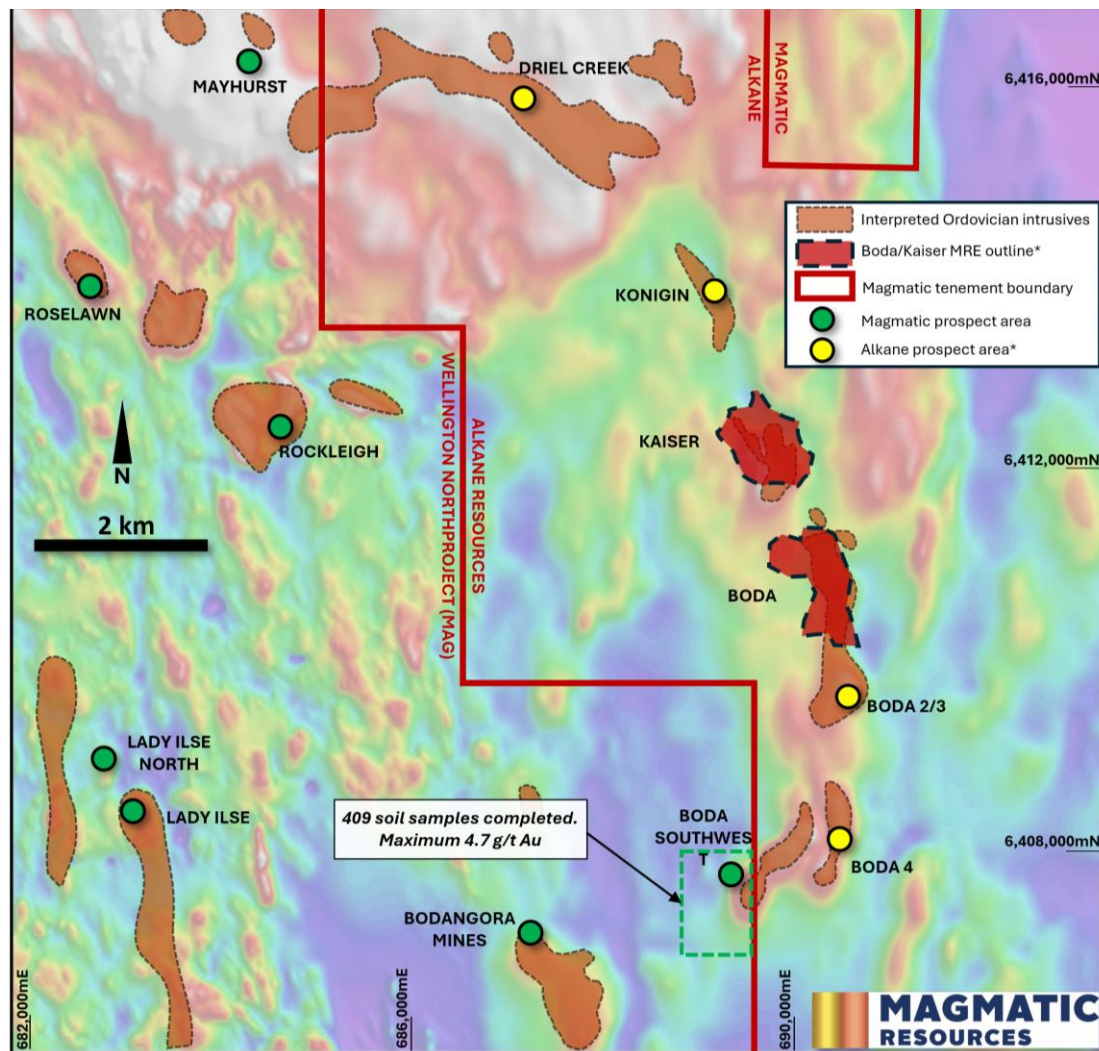 MAYHURST
DRIEL CREEK
MAGMATIC
ALKANE
6,416,000mN
Interpreted Ordovician intrusives
Boda/Kaiser MRE outline*
Magmatic tenement boundary
Magmatic prospect area
Alkane prospect area*
ROSELAWN
KONIGIN
ROCKLEIGH
KAISER
6,412,000mN
N
2 km
ALKANE RESOURCES
WELLINGTON NORTHPROJECT (MAG)
BODA
BODA 2/3
LADY ILSE
NORTH
LADY ILSE
409 soil samples completed.
Maximum 4.7 g/t Au
BODA
SOUTHWES
T
6,408,000mN
BODA 4
BODANGORA
MINES
682,000mE
686,000mE
690,000mE
MAGMATIC
RESOURCES